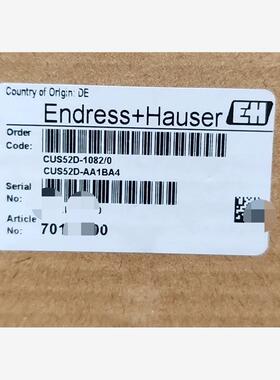 Country of Origin: DE
Endress+Hauser EH
Order
Code:
CUS52D-1082/0
CUS52D-AA1BA4
Serial
No:
Article
No: